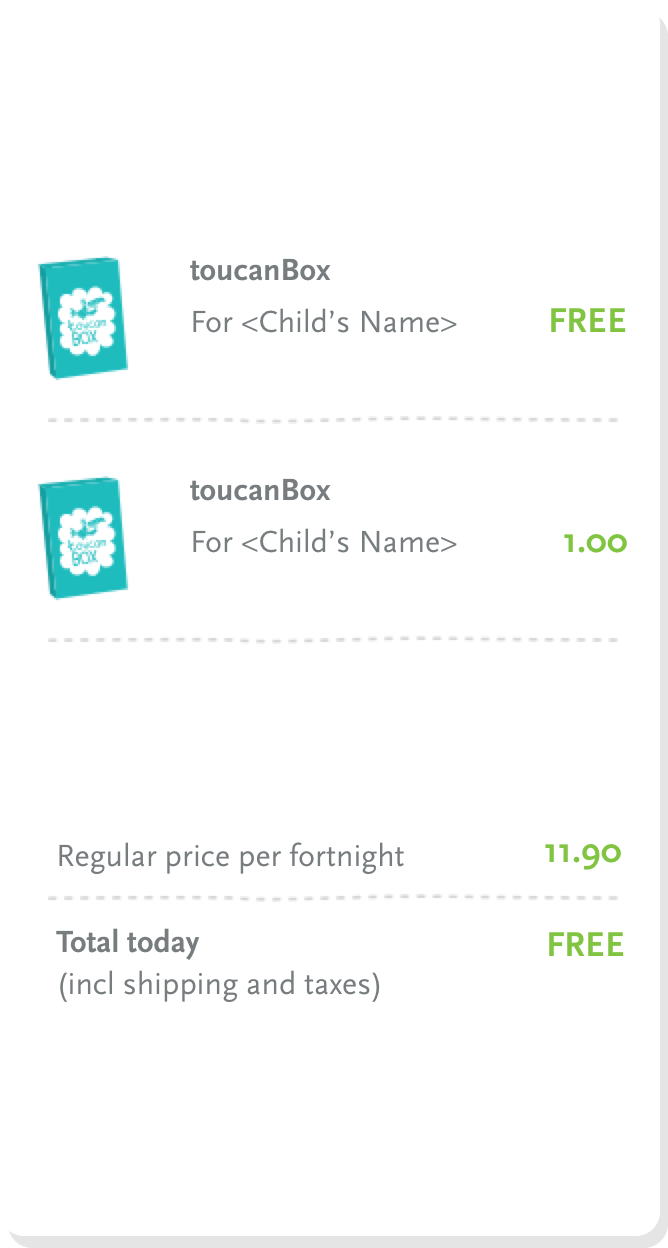 toucan
BOX
toucanBox
For <Child's Name>
FREE
toucan
BOX
toucanBox
For <Child's Name>
1.00
Regular price per fortnight
11.90
Total today
FREE
(incl shipping and taxes)